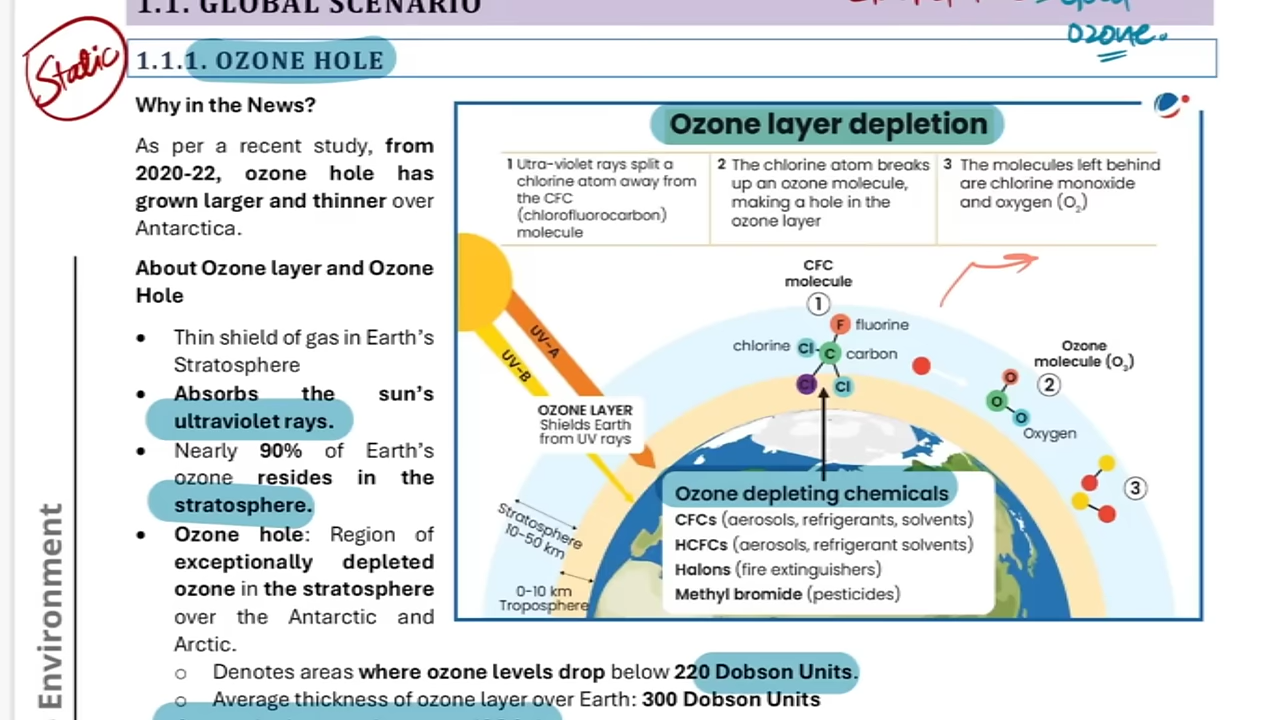 1.1. GLOBAL SCENARIO
ozone.
Static
1.1.1. OZONE HOLE
Why in the News?
As per a recent study, from
2020-22, ozone hole has
grown larger and thinner over
Antarctica.
About Ozone layer and Ozone
Hole
• Thin shield of gas in Earth's
Stratosphere
• Absorbs the sun's
ultraviolet rays.
• Nearly 90% of Earth's
ozone resides in the
stratosphere.
• Ozone hole: Region of
exceptionally depleted
ozone in the stratosphere
over the Antarctic and
Arctic.
○ Denotes areas where ozone levels drop below 220 Dobson Units.
○ Average thickness of ozone layer over Earth: 300 Dobson Units
Ozone layer depletion
1 Utra-violet rays split a
chlorine atom away from
the CFC
(chlorofluorocarbon)
molecule
2 The chlorine atom breaks
up an ozone molecule,
making a hole in the
ozone layer
3 The molecules left behind
are chlorine monoxide
and oxygen (O₂)
CFC
molecule
1
F fluorine
chlorine Cl C carbon
Cl Cl
UV-A
UV-B
Ozone
molecule (O₃)
2
O
O
O
Oxygen
3
OZONE LAYER
Shields Earth
from UV rays
Stratosphere
10-50 km
0-10 km
Troposphere
Ozone depleting chemicals
CFCs (aerosols, refrigerants, solvents)
HCFCs (aerosols, refrigerant solvents)
Halons (fire extinguishers)
Methyl bromide (pesticides)
Environment